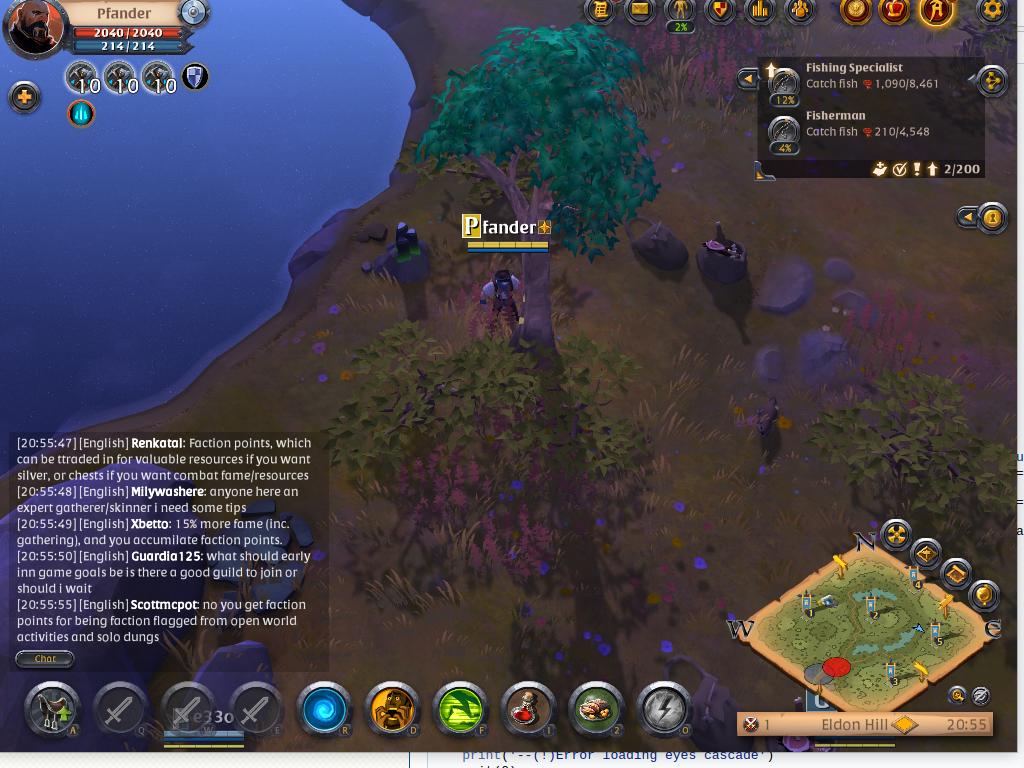 Pfander
2040 / 2040
214 / 214
10 10 10
2%
Fishing Specialist
Catch fish 1,090/8,461
12%
Fisherman
Catch fish 210/4,548
4%
2/200
1
Pfander
[20:55:47] [English] Renkatal: Faction points, which
can be ttraded in for valuable resources if you want
silver, or chests if you want combat fame/resources
[20:55:48] [English] Milywashere: anyone here an
expert gatherer/skinner i need some tips
[20:55:49] [English] Xbetto: 15% more fame (inc.
gathering), and you accumilate faction points.
[20:55:50] [English] Guardia125: what should early
inn game goals be is there a good guild to join or
should i wait
[20:55:55] [English] Scottmcpot: no you get faction
points for being faction flagged from open world
activities and solo dungs
Chat
N
W
E
1
2
3
4
5
A
Q
W
E
R
D
F
1
2
O
1 Eldon Hill 20:55
print('--(!)Error loading eyes cascade')